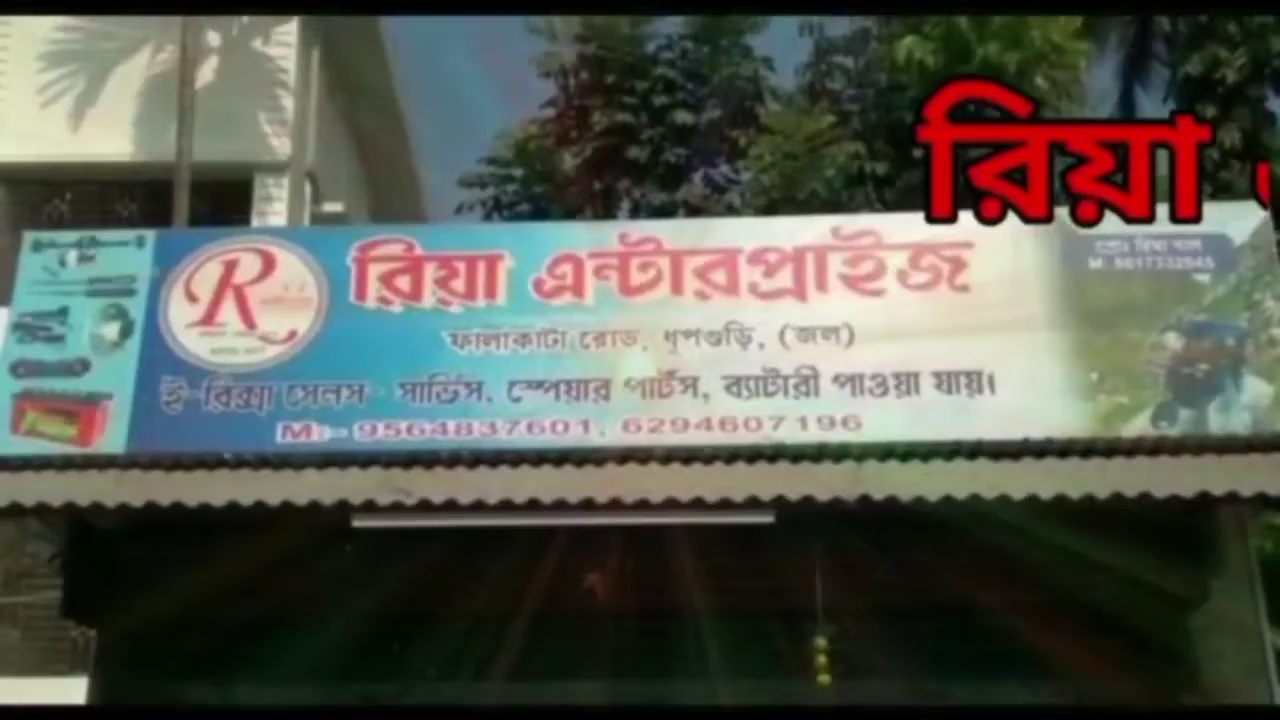 রিয়া
রিয়া এন্টারপ্রাইজ
ফালাকাটা রোড, ধূপগুড়ি, (জল)
ই-রিক্সা সেলস - সার্ভিস, স্পেয়ার পার্টস, ব্যাটারী পাওয়া যায়।
M:- 9564837601, 6294607196
R